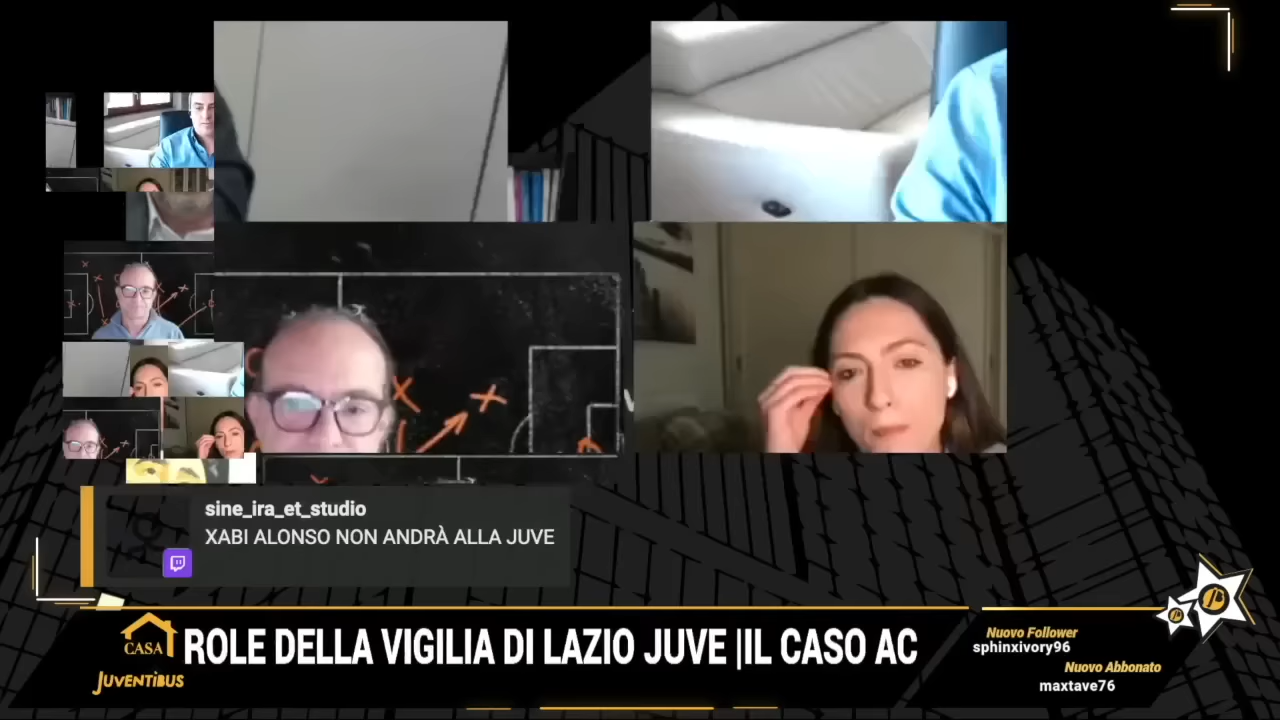 sine_ira_et_studio
XABI ALONSO NON ANDRÀ ALLA JUVE
CASA
JUVENTIBUS
ROLE DELLA VIGILIA DI LAZIO JUVE |IL CASO AC
Nuovo Follower
sphinxivory96
Nuovo Abbonato
maxtave76